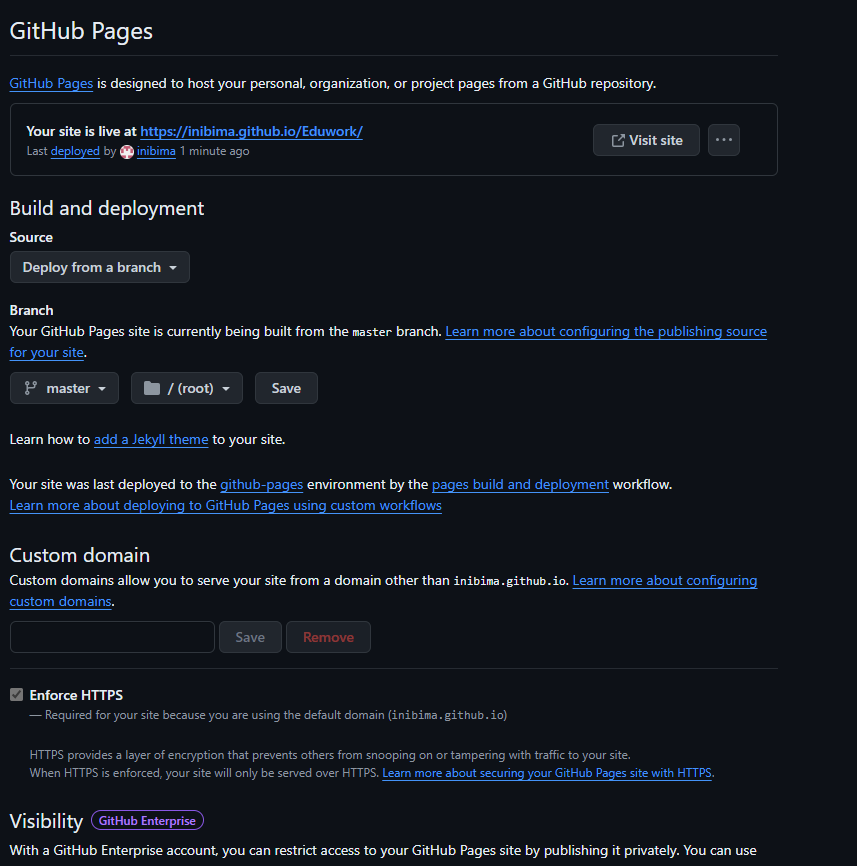 GitHub Pages
GitHub Pages is designed to host your personal, organization, or project pages from a GitHub repository.
Your site is live at https://inibima.github.io/Eduwork/
Last deployed by inibima 1 minute ago
Visit site
Build and deployment
Source
Deploy from a branch
Branch
Your GitHub Pages site is currently being built from the master branch. Learn more about configuring the publishing source
for your site.
master
/ (root)
Save
Learn how to add a Jekyll theme to your site.
Your site was last deployed to the github-pages environment by the pages build and deployment workflow.
Learn more about deploying to GitHub Pages using custom workflows
Custom domain
Custom domains allow you to serve your site from a domain other than inibima.github.io. Learn more about configuring
custom domains.
Save
Remove
Enforce HTTPS
— Required for your site because you are using the default domain (inibima.github.io)
HTTPS provides a layer of encryption that prevents others from snooping on or tampering with traffic to your site.
When HTTPS is enforced, your site will only be served over HTTPS. Learn more about securing your GitHub Pages site with HTTPS.
Visibility GitHub Enterprise
With a GitHub Enterprise account, you can restrict access to your GitHub Pages site by publishing it privately. You can use